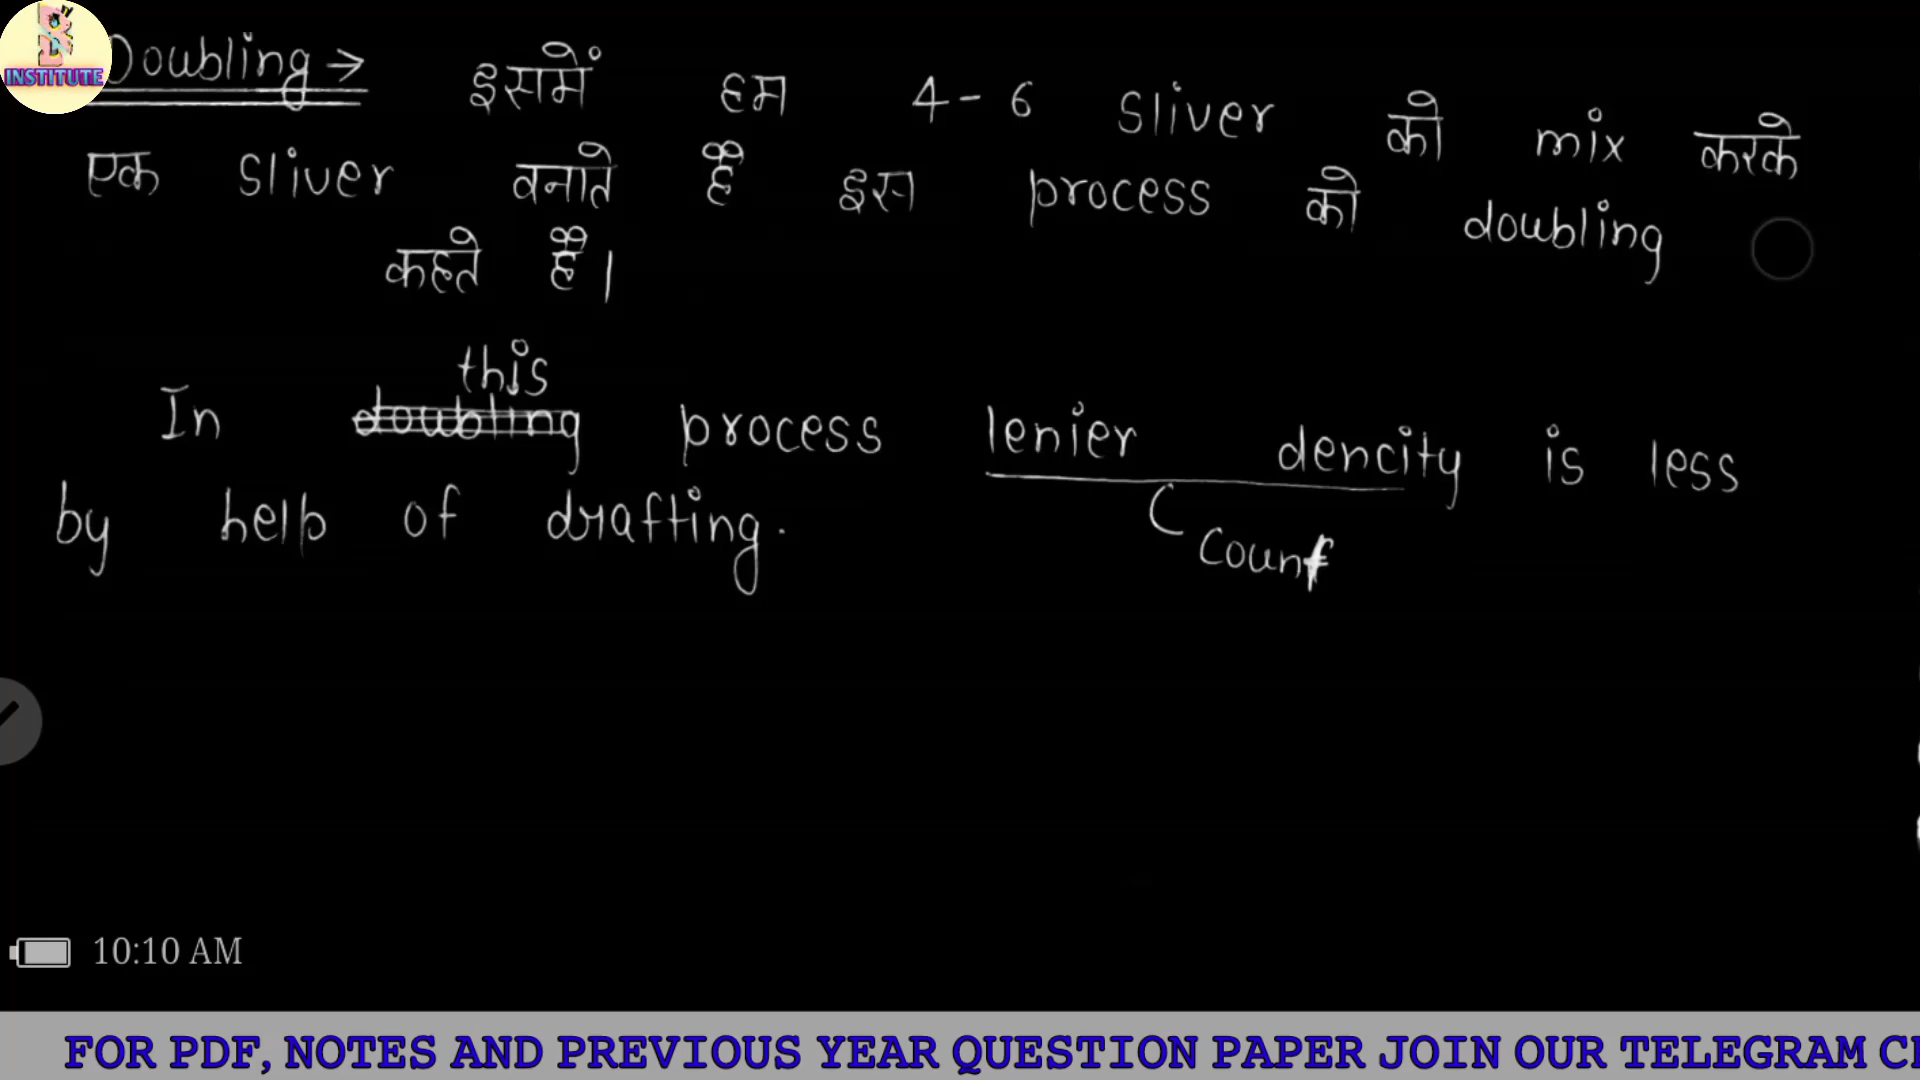 Doubling → इसमें हम 4-6 Sliver को mix करके
एक Sliver बनाते हैं इस process को doubling
कहते हैं।
this
In doubling process lenier dencity is less
by help of drafting. ( Count
INSTITUTE
10:10 AM
FOR PDF, NOTES AND PREVIOUS YEAR QUESTION PAPER JOIN OUR TELEGRAM C